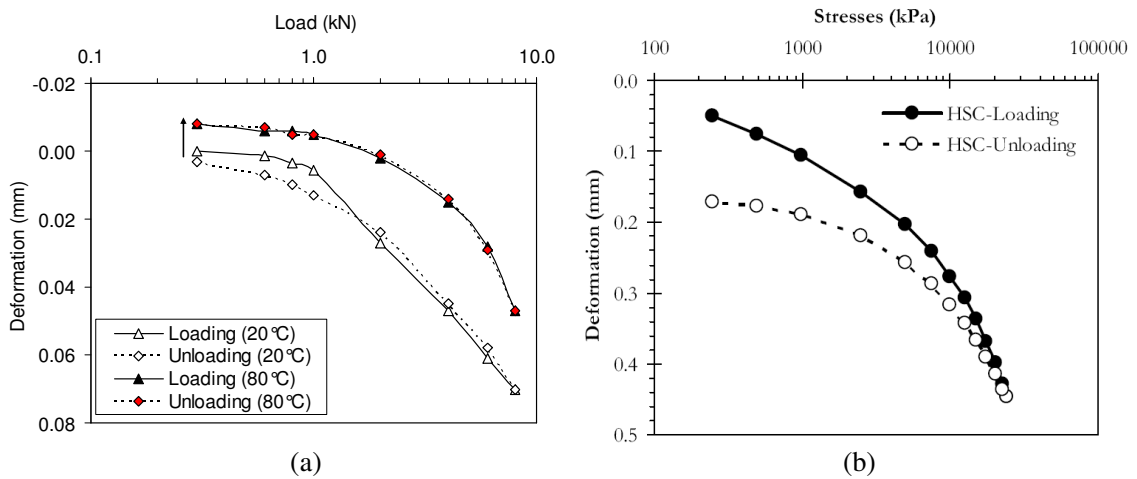 Load (kN)
0.1 1.0 10.0
-0.02
0.00
0.02
0.04
0.06
0.08
Deformation (mm)
Loading (20°C)
Unloading (20°C)
Loading (80°C)
Unloading (80°C)
(a)
Stresses (kPa)
100 1000 10000 100000
0.0
0.1
0.2
0.3
0.4
0.5
Deformation (mm)
HSC-Loading
HSC-Unloading
(b)